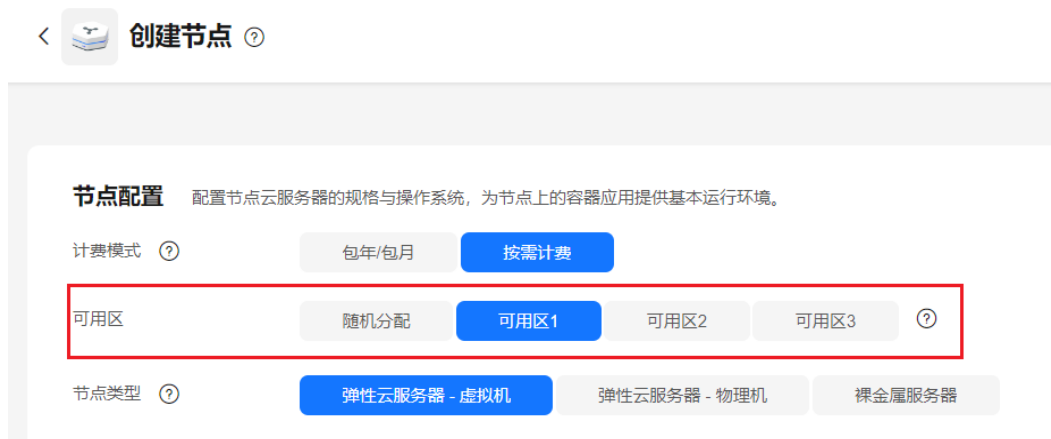 创建节点
节点配置 配置节点云服务器的规格与操作系统，为节点上的容器应用提供基本运行环境。
计费模式 包年/包月 按需计费
可用区 随机分配 可用区1 可用区2 可用区3
节点类型 弹性云服务器 - 虚拟机 弹性云服务器 - 物理机 裸金属服务器